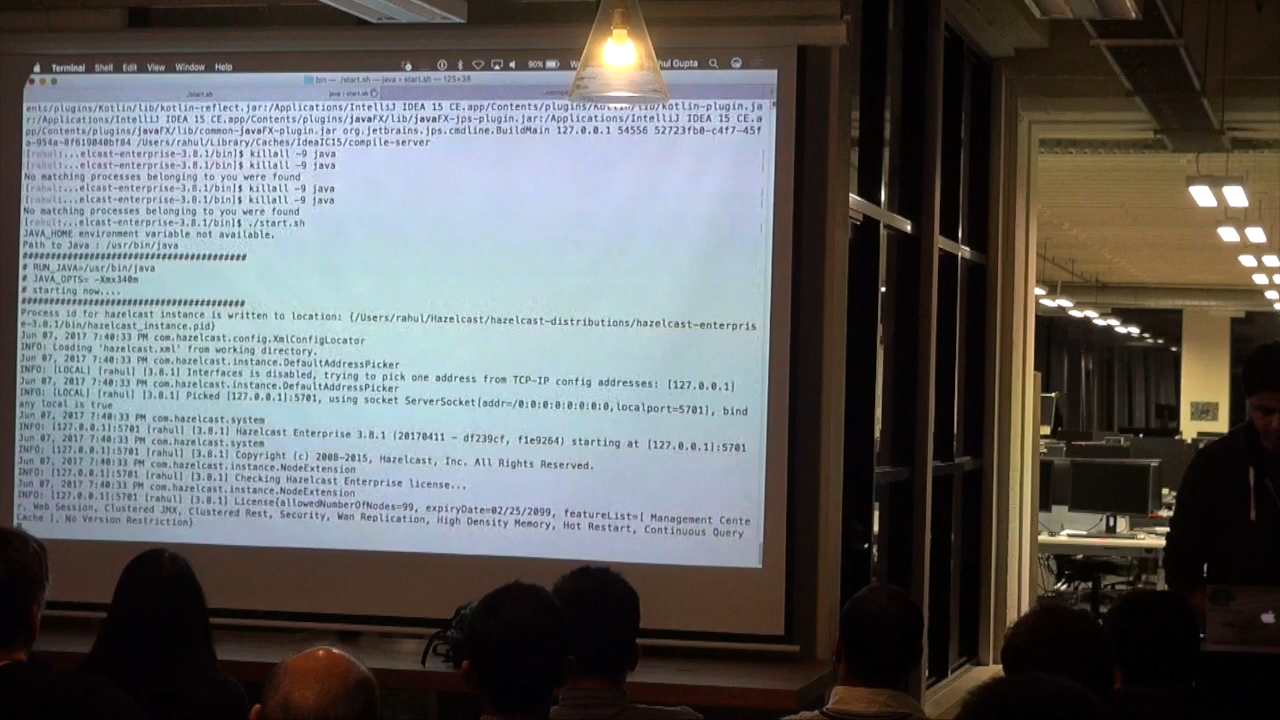 Terminal Shell Edit View Window Help 90% hul Gupta
bin — ./start.sh — java • start.sh — 125×38
./start.sh java • start.sh
ents/plugins/Kotlin/lib/kotlin-reflect.jar:/Applications/IntelliJ IDEA 15 CE.app/Contents/plugins/Kotlin/lib/kotlin-plugin.ja
r:/Applications/IntelliJ IDEA 15 CE.app/Contents/plugins/javaFX/lib/javaFX-jps-plugin.jar:/Applications/IntelliJ IDEA 15 CE.a
pp/Contents/plugins/javaFX/lib/common-javaFX-plugin.jar org.jetbrains.jps.cmdline.BuildMain 127.0.0.1 54556 52723fb0-c4f7-45f
a-954a-8f619040bf84 /Users/rahul/Library/Caches/IdeaIC15/compile-server
[rahul:...elcast-enterprise-3.8.1/bin]$ killall -9 java
[rahul:...elcast-enterprise-3.8.1/bin]$ killall -9 java
No matching processes belonging to you were found
[rahul:...elcast-enterprise-3.8.1/bin]$ killall -9 java
[rahul:...elcast-enterprise-3.8.1/bin]$ killall -9 java
No matching processes belonging to you were found
[rahul:...elcast-enterprise-3.8.1/bin]$ ./start.sh
JAVA_HOME environment variable not available.
Path to Java : /usr/bin/java
########################################
# RUN_JAVA=/usr/bin/java
# JAVA_OPTS= -Xmx340m
# starting now....
########################################
Process id for hazelcast instance is written to location: {/Users/rahul/Hazelcast/hazelcast-distributions/hazelcast-enterpris
e-3.8.1/bin/hazelcast_instance.pid}
Jun 07, 2017 7:40:33 PM com.hazelcast.config.XmlConfigLocator
INFO: Loading 'hazelcast.xml' from working directory.
Jun 07, 2017 7:40:33 PM com.hazelcast.instance.DefaultAddressPicker
INFO: [LOCAL] [rahul] [3.8.1] Interfaces is disabled, trying to pick one address from TCP-IP config addresses: [127.0.0.1]
Jun 07, 2017 7:40:33 PM com.hazelcast.instance.DefaultAddressPicker
INFO: [LOCAL] [rahul] [3.8.1] Picked [127.0.0.1]:5701, using socket ServerSocket[addr=/0:0:0:0:0:0:0:0,localport=5701], bind
any local is true
Jun 07, 2017 7:40:33 PM com.hazelcast.system
INFO: [127.0.0.1]:5701 [rahul] [3.8.1] Hazelcast Enterprise 3.8.1 (20170411 - df239cf, f1e9264) starting at [127.0.0.1]:5701
Jun 07, 2017 7:40:33 PM com.hazelcast.system
INFO: [127.0.0.1]:5701 [rahul] [3.8.1] Copyright (c) 2008-2015, Hazelcast, Inc. All Rights Reserved.
Jun 07, 2017 7:40:33 PM com.hazelcast.instance.NodeExtension
INFO: [127.0.0.1]:5701 [rahul] [3.8.1] Checking Hazelcast Enterprise license...
Jun 07, 2017 7:40:33 PM com.hazelcast.instance.NodeExtension
INFO: [127.0.0.1]:5701 [rahul] [3.8.1] License{allowedNumberOfNodes=99, expiryDate=02/25/2099, featureList=[ Management Cente
r, Web Session, Clustered JMX, Clustered Rest, Security, Wan Replication, High Density Memory, Hot Restart, Continuous Query
Cache ], No Version Restriction}